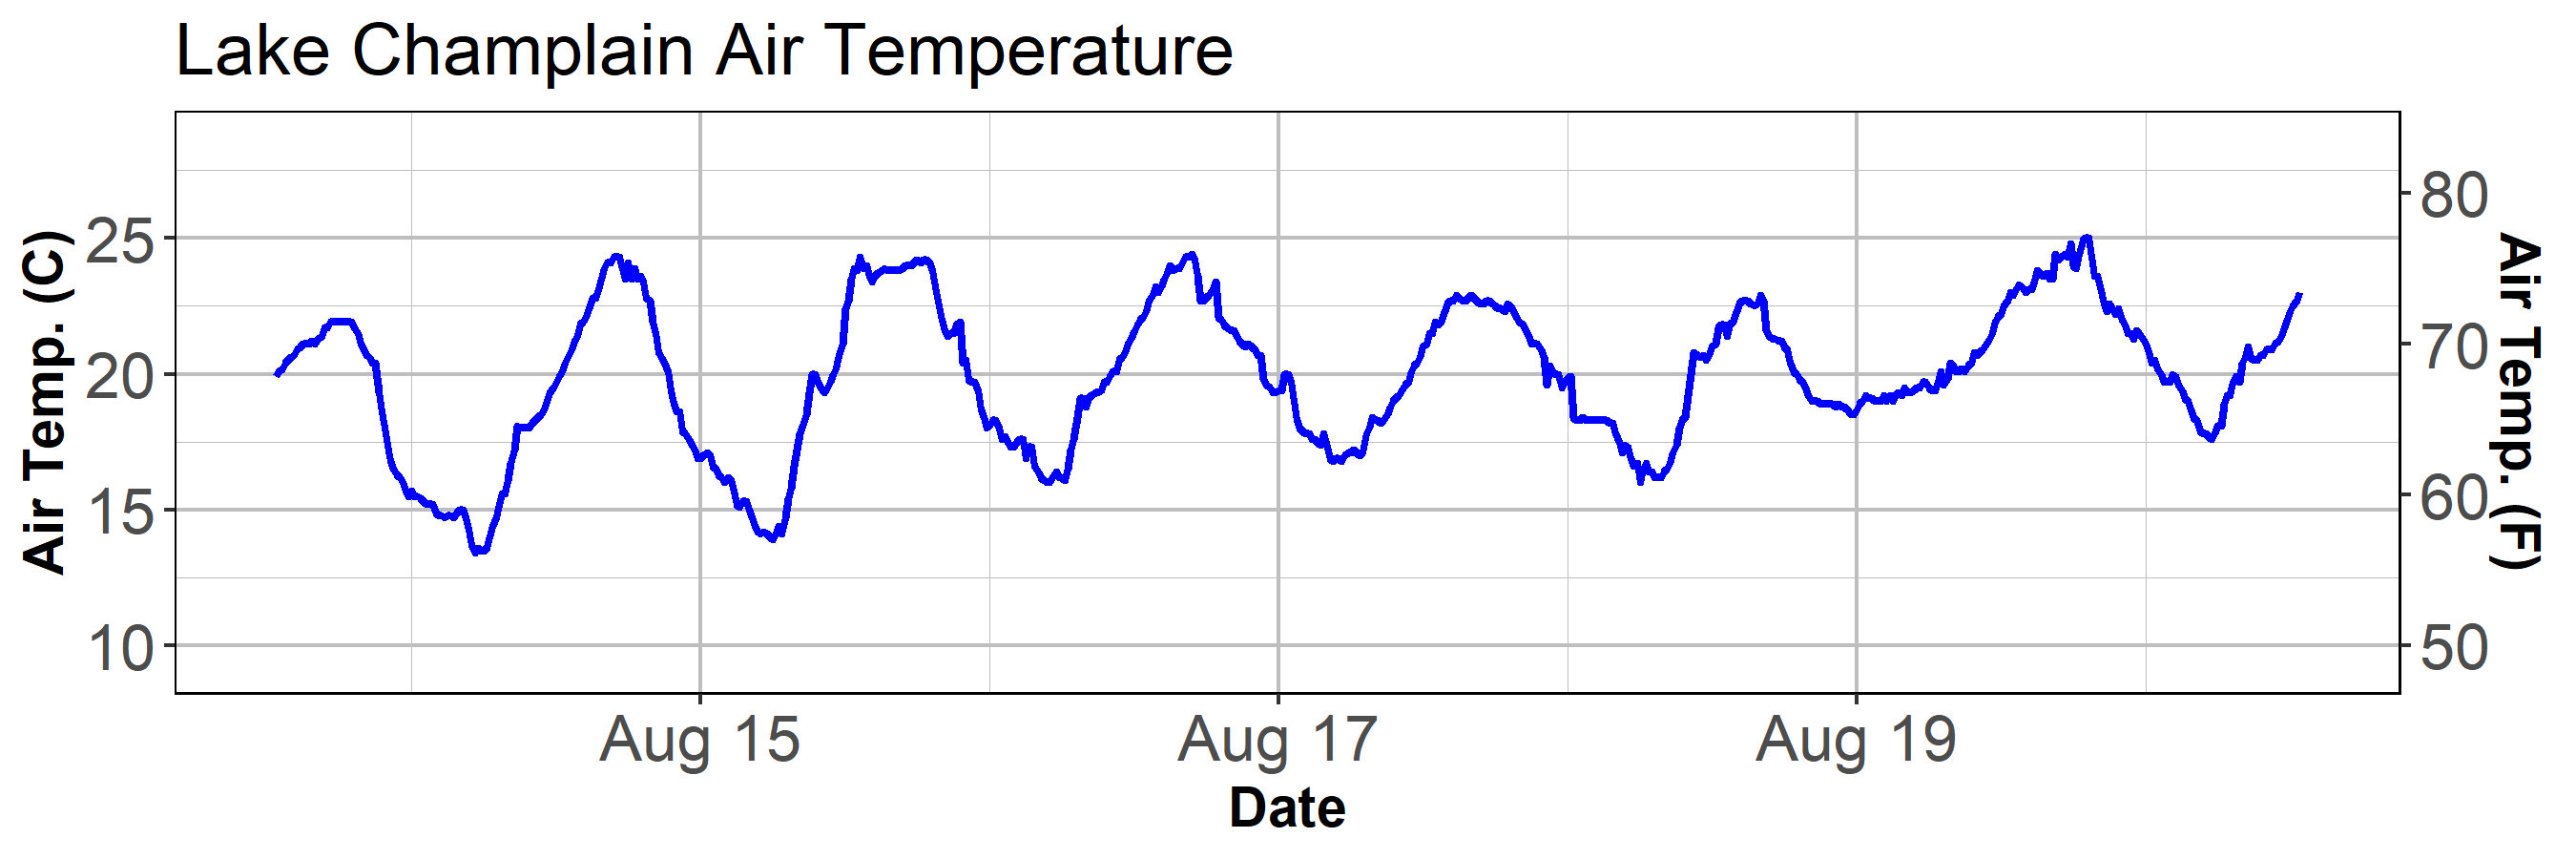 Lake Champlain Air Temperature
Air Temp. (C)
25
20
15
10
80
70
60
50
Air Temp. (F)
Aug 15
Aug 17
Aug 19
Date